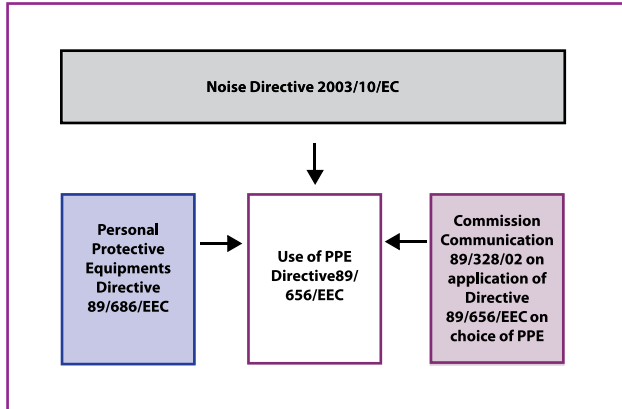 Noise Directive 2003/10/EC
Personal
Protective
Equipments
Directive
89/686/EEC
Use of PPE
Directive89/
656/EEC
Commission
Communication
89/328/02 on
application of
Directive
89/656/EEC on
choice of PPE